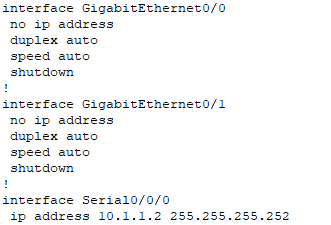 interface GigabitEthernet0/0
 no ip address
 duplex auto
 speed auto
 shutdown
!
interface GigabitEthernet0/1
 no ip address
 duplex auto
 speed auto
 shutdown
!
interface Serial0/0/0
 ip address 10.1.1.2 255.255.255.252